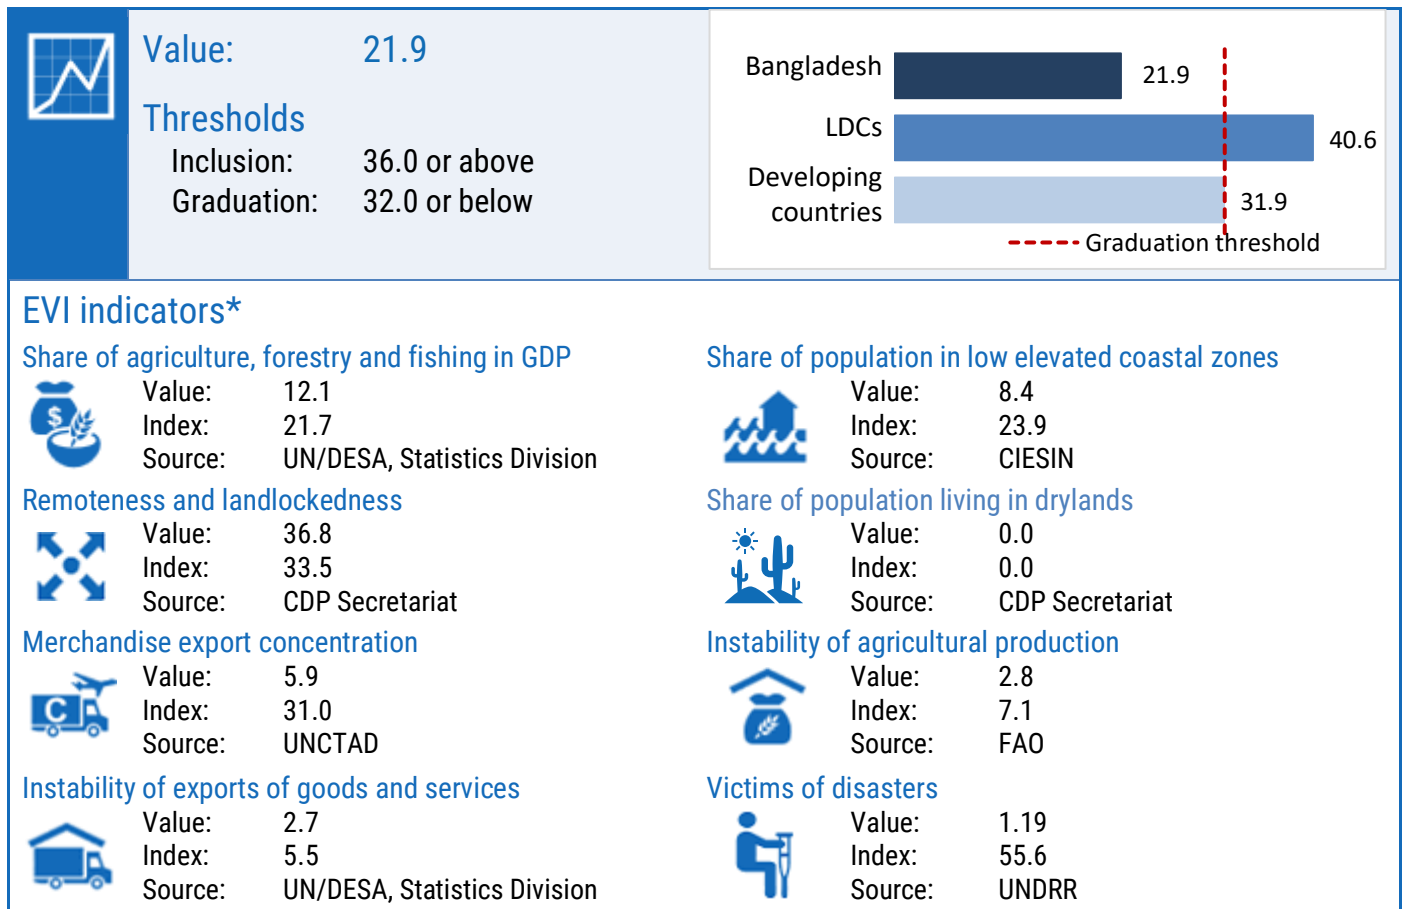 Value: 21.9
Thresholds
Inclusion: 36.0 or above
Graduation: 32.0 or below
Bangladesh 21.9
LDCs 40.6
Developing
countries 31.9
Graduation threshold
EVI indicators*
Share of agriculture, forestry and fishing in GDP
$
Value: 12.1
Index: 21.7
Source: UN/DESA, Statistics Division
Share of population in low elevated coastal zones
Value: 8.4
Index: 23.9
Source: CIESIN
Remoteness and landlockedness
Value: 36.8
Index: 33.5
Source: CDP Secretariat
Share of population living in drylands
Value: 0.0
Index: 0.0
Source: CDP Secretariat
Merchandise export concentration
C
Value: 5.9
Index: 31.0
Source: UNCTAD
Instability of agricultural production
Value: 2.8
Index: 7.1
Source: FAO
Instability of exports of goods and services
Value: 2.7
Index: 5.5
Source: UN/DESA, Statistics Division
Victims of disasters
Value: 1.19
Index: 55.6
Source: UNDRR